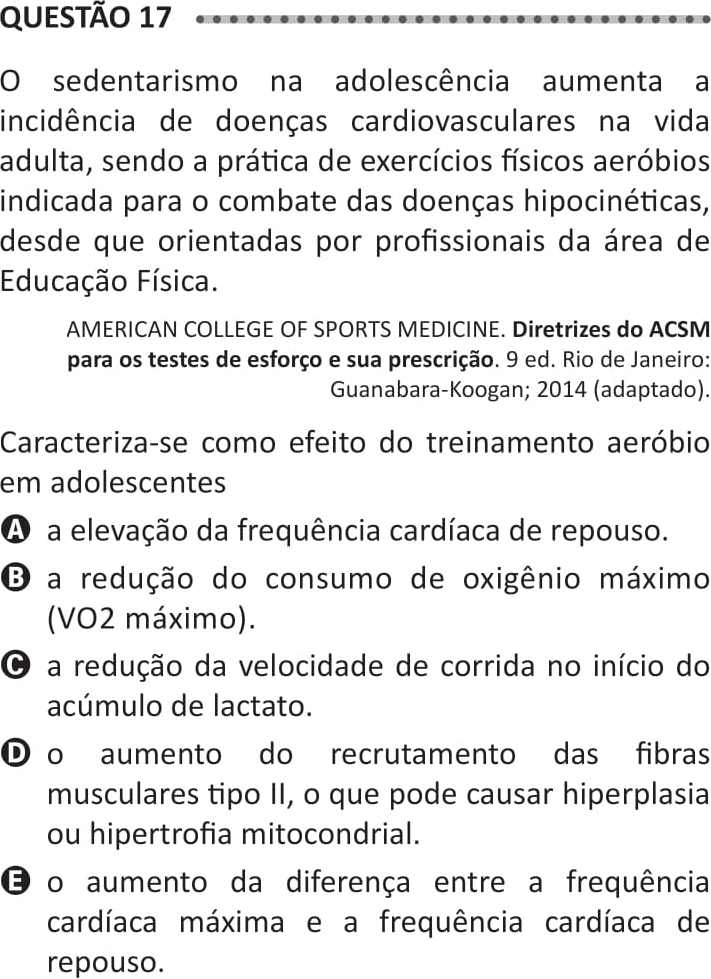 QUESTÃO 17
O sedentarismo na adolescência aumenta a
incidência de doenças cardiovasculares na vida
adulta, sendo a prática de exercícios físicos aeróbios
indicada para o combate das doenças hipocinéticas,
desde que orientadas por profissionais da área de
Educação Física.
AMERICAN COLLEGE OF SPORTS MEDICINE. Diretrizes do ACSM
para os testes de esforço e sua prescrição. 9 ed. Rio de Janeiro:
Guanabara-Koogan; 2014 (adaptado).
Caracteriza-se como efeito do treinamento aeróbio
em adolescentes
A a elevação da frequência cardíaca de repouso.
B a redução do consumo de oxigênio máximo
(VO2 máximo).
C a redução da velocidade de corrida no início do
acúmulo de lactato.
D o aumento do recrutamento das fibras
musculares tipo II, o que pode causar hiperplasia
ou hipertrofia mitocondrial.
E o aumento da diferença entre a frequência
cardíaca máxima e a frequência cardíaca de
repouso.